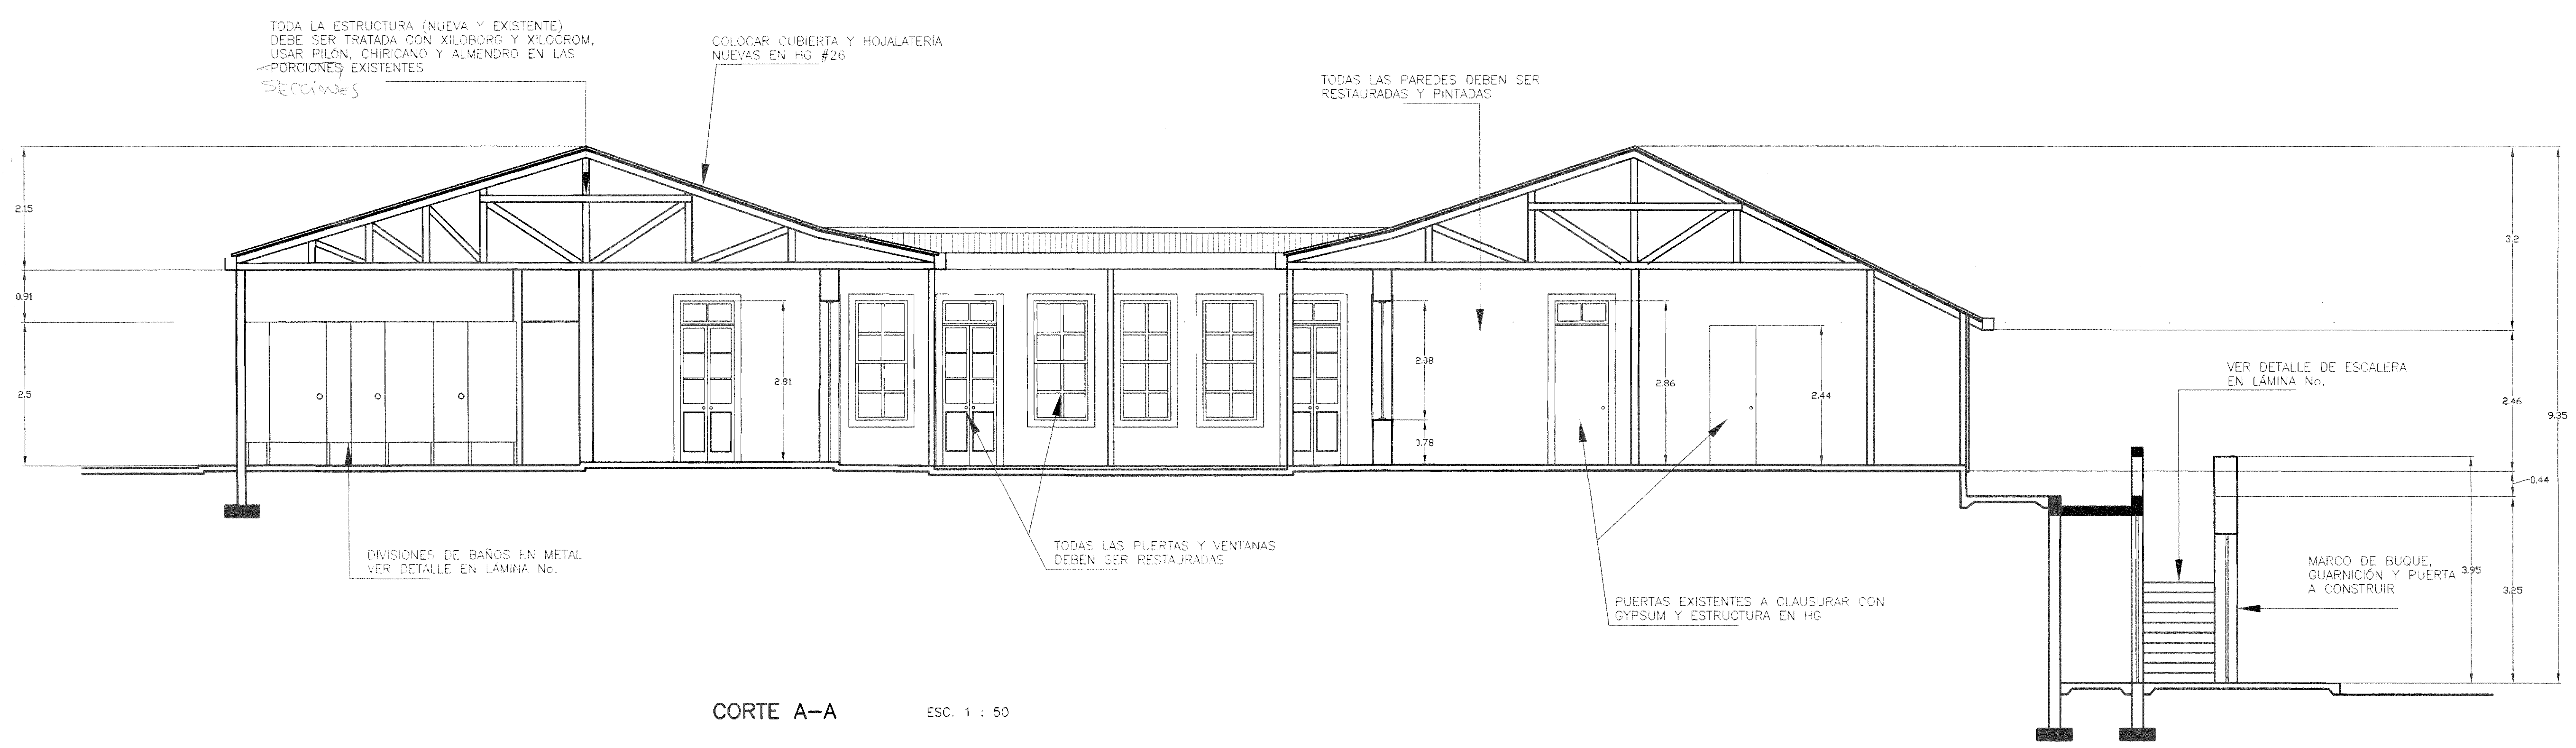 TODA LA ESTRUCTURA (NUEVA Y EXISTENTE)
DEBE SER TRATADA CON XILOBORG Y XILOCROM,
USAR PILÓN, CHIRICANO Y ALMENDRO EN LAS
PORCIONES EXISTENTES
SECCIONES
COLOCAR CUBIERTA Y HOJALATERÍA
NUEVAS EN HG #26
TODAS LAS PAREDES DEBEN SER
RESTAURADAS Y PINTADAS
2.15
0.91
2.5
2.81
2.08
0.78
2.86
2.44
3.2
2.46
0.44
3.25
9.35
3.95
VER DETALLE DE ESCALERA
EN LÁMINA No.
DIVISIONES DE BAÑOS EN METAL
VER DETALLE EN LÁMINA No.
TODAS LAS PUERTAS Y VENTANAS
DEBEN SER RESTAURADAS
PUERTAS EXISTENTES A CLAUSURAR CON
GYPSUM Y ESTRUCTURA EN HG
MARCO DE BUQUE,
GUARNICIÓN Y PUERTA
A CONSTRUIR
CORTE A-A
ESC. 1 : 50